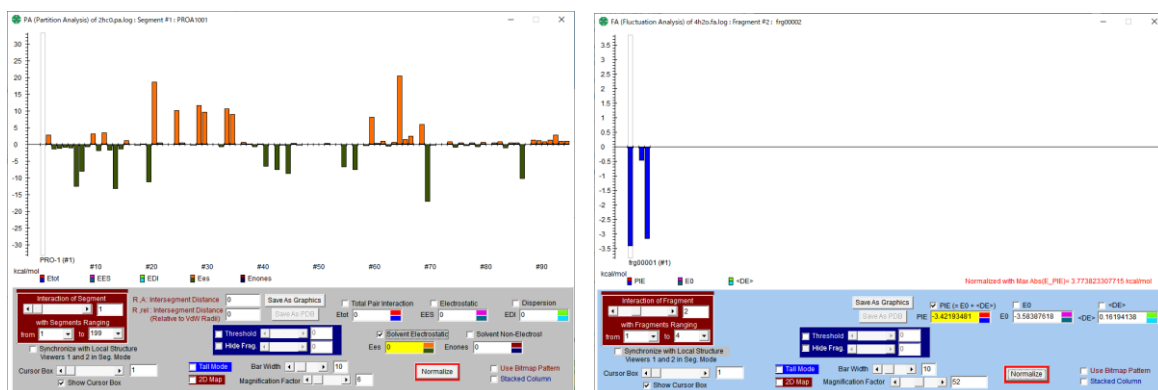 PA (Partition Analysis) of 2hc0.pa.log : Segment #1 : PROA1001
30
25
20
15
10
5
0
-5
-10
-15
-20
-25
-30
PRO-1 (#1) #10 #20 #30 #40 #50 #60 #70 #80 #90
kcal/mol
Etot EES EDI Ees Enones
Interaction of Segment
1
with Segments Ranging
from 1 to 199
Synchronize with Local Structure
Viewers 1 and 2 in Seg. Mode
Cursor Box 1
Show Cursor Box
R_A: Intersegment Distance 0
R_rel : Intersegment Distance 0
(Relative to VdW Radii)
Save As Graphics
Save As PDB
Threshold 0
Hide Frag. 0
Total Pair Interaction Electrostatic Dispersion
Etot 0 EES 0 EDI 0
Solvent Electrostatic Solvent Non-Electrost
Ees 0 Enones 0
Tall Mode Bar Width 10
2D Map Magnification Factor 6
Normalize
Use Bitmap Pattern
Stacked Column
FA (Fluctuation Analysis) of 4h2o.fa.log : Fragment #2 : frg00002
3.5
3
2.5
2
1.5
1
0.5
0
-0.5
-1
-1.5
-2
-2.5
-3
-3.5
frg00001 (#1)
kcal/mol
PIE E0 <DE>
Normalized with Max Abs(E_PIE)= 3.773823307715 kcal/mol
Interaction of Fragment
2
with Fragments Ranging
from 1 to 4
Synchronize with Local Structure
Viewers 1 and 2 in Seg. Mode
Cursor Box 1
Show Cursor Box
Save As Graphics
Save As PDB
PIE (= E0 + <DE>) E0 <DE>
PIE -3.42193481 E0 -3.58387618 <DE> 0.16194138
Threshold 0
Hide Frag. 0
Tall Mode Bar Width 10
2D Map Magnification Factor 52
Normalize
Use Bitmap Pattern
Stacked Column